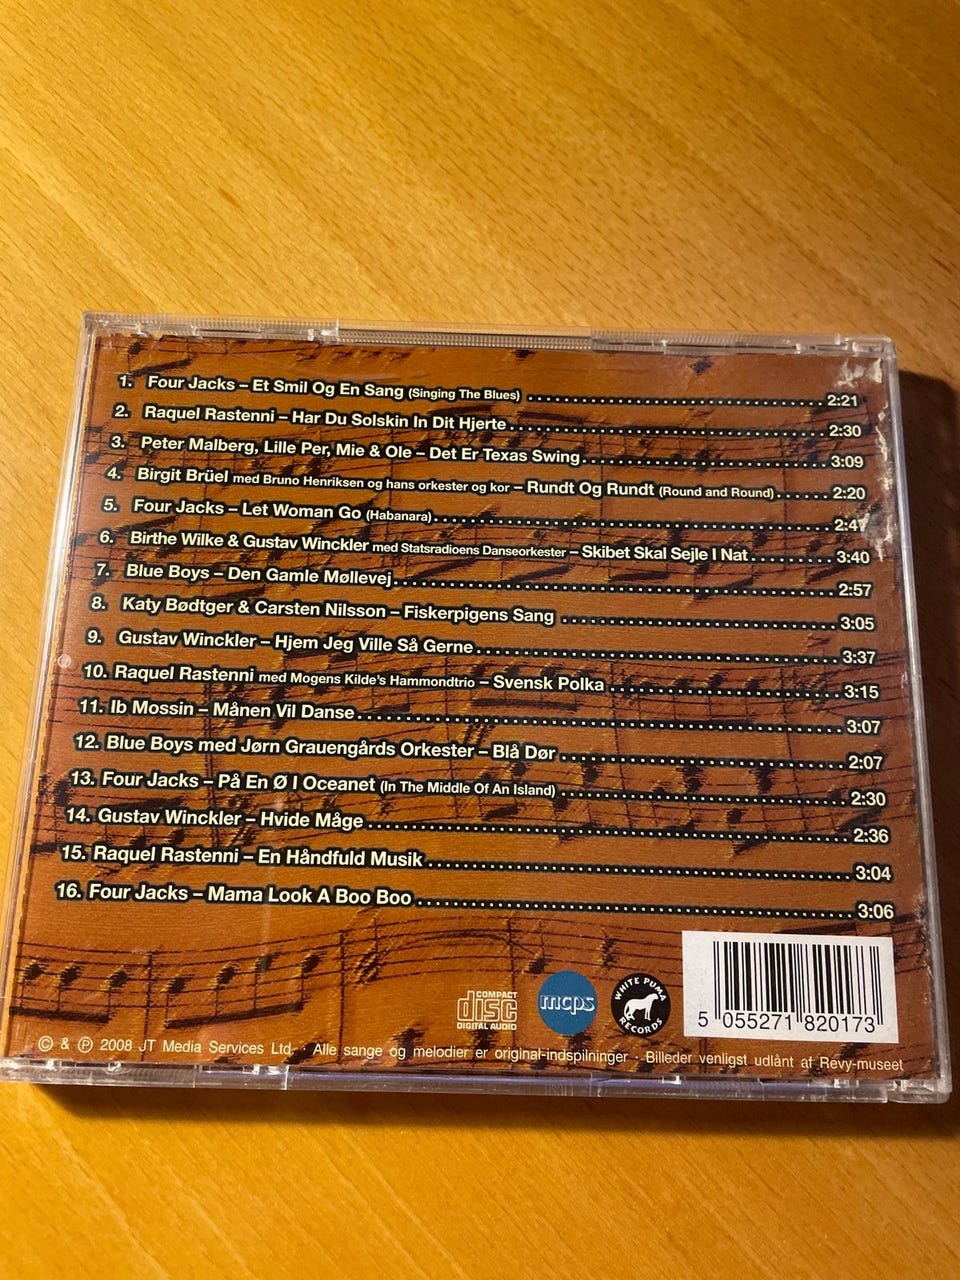 1. Four Jacks – Et Smil Og En Sang (Singing The Blues) 2:21
2. Raquel Rastenni – Har Du Solskin In Dit Hjerte 2:30
3. Peter Malberg, Lille Per, Mie & Ole – Det Er Texas Swing 3:09
4. Birgit Brüel med Bruno Henriksen og hans orkester og kor – Rundt Og Rundt (Round and Round) 2:20
5. Four Jacks – Let Woman Go (Habanara) 2:47
6. Birthe Wilke & Gustav Winckler med Statsradioens Danseorkester – Skibet Skal Sejle I Nat 3:40
7. Blue Boys – Den Gamle Møllevej 2:57
8. Katy Bødtger & Carsten Nilsson – Fiskerpigens Sang 3:05
9. Gustav Winckler – Hjem Jeg Ville Så Gerne 3:37
10. Raquel Rastenni med Mogens Kilde's Hammondtrio – Svensk Polka 3:15
11. Ib Mossin – Månen Vil Danse 3:07
12. Blue Boys med Jørn Grauengårds Orkester – Blå Dør 2:07
13. Four Jacks – På En Ø I Oceanet (In The Middle Of An Island) 2:30
14. Gustav Winckler – Hvide Måge 2:36
15. Raquel Rastenni – En Håndfuld Musik 3:04
16. Four Jacks – Mama Look A Boo Boo 3:06
COMPACT
disc
DIGITAL AUDIO
mcps
WHITE PUMA
RECORDS
5 055271 820173
© & ℗ 2008 JT Media Services Ltd. · Alle sange og melodier er original-indspilninger · Billeder venligst udlånt af Revy-museet